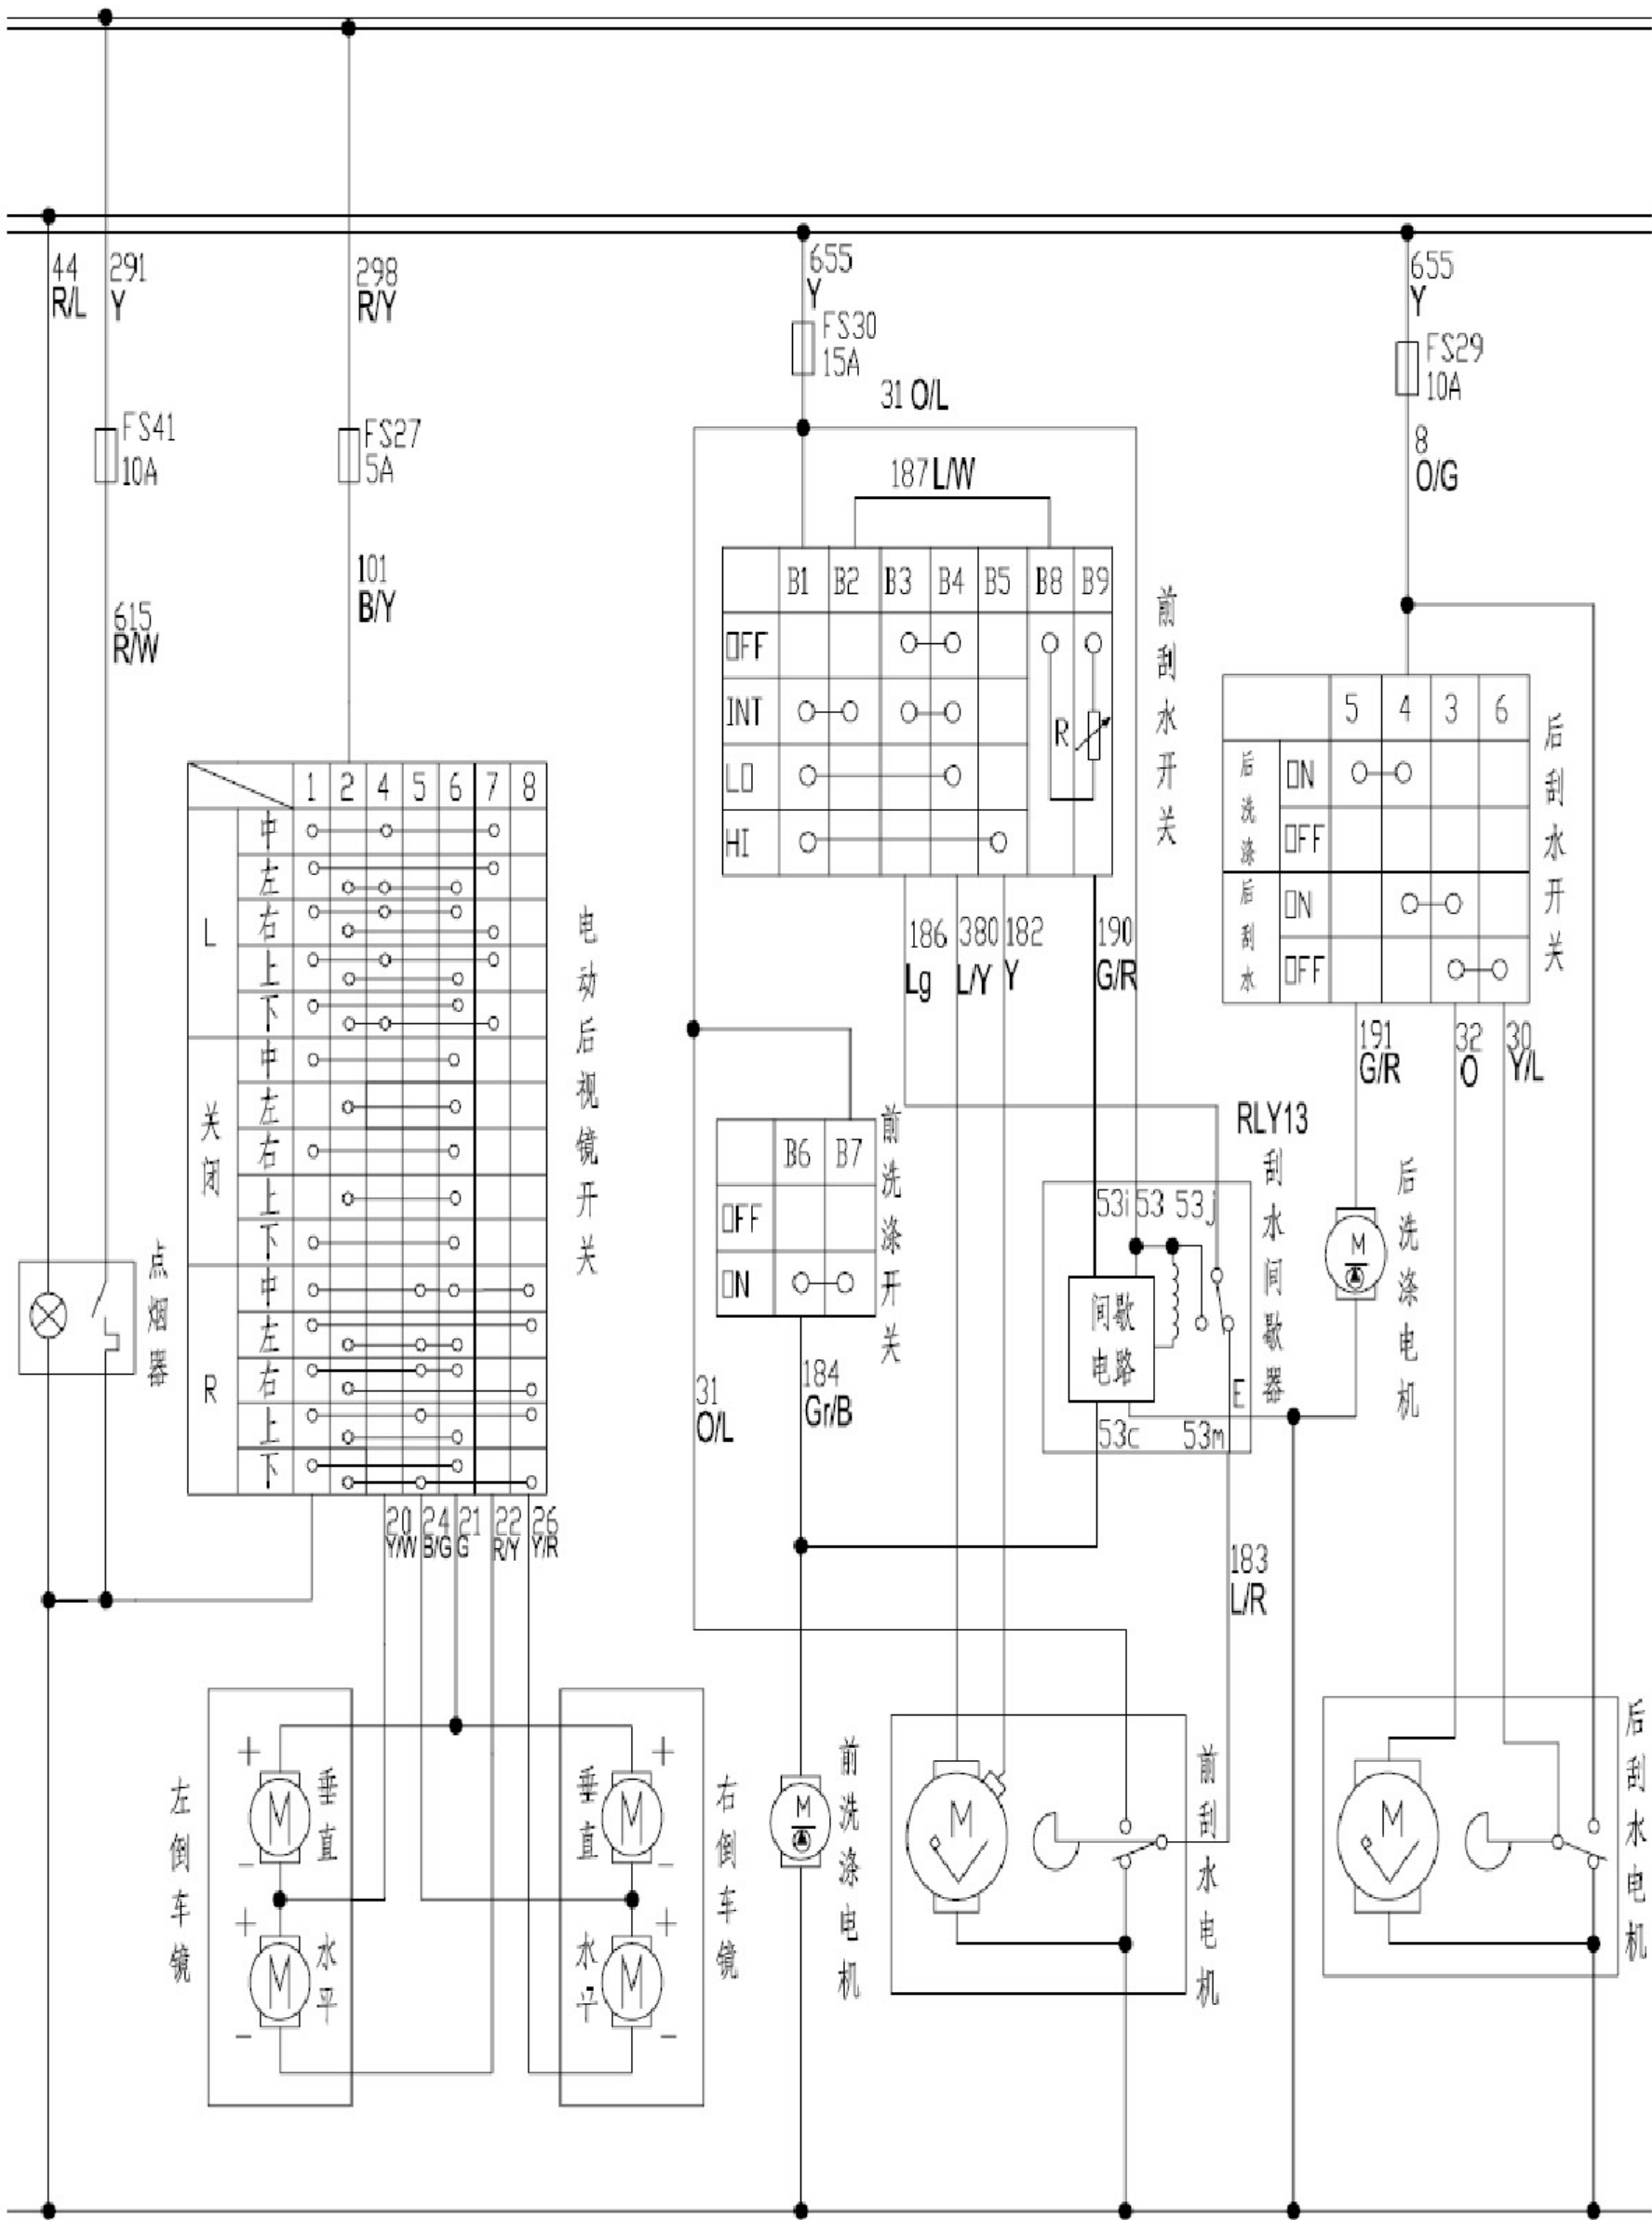 44
R/L
291
Y
298
R/Y
655
Y
655
Y
FS30
15A
FS29
10A
31 O/L
FS41
10A
FS27
5A
187 L/W
8
O/G
101
B/Y
615
R/W
B1 B2 B3 B4 B5 B8 B9
OFF
INT
LO
HI
R
前刮水开关
5 4 3 6
后洗涤
ON
OFF
后刮水
ON
OFF
后刮水开关
1 2 4 5 6 7 8
L
中
左
右
上
下
关闭
中
左
右
上
下
R
中
左
右
上
下
电动后视镜开关
186
Lg
380
L/Y
182
Y
190
G/R
191
G/R
32
O
30
Y/L
B6 B7
OFF
ON
前洗涤开关
RLY13
刮水间歇器
53i 53 53j
间歇
电路
E
53c 53m
M
后洗涤电机
点烟器
31
O/L
184
Gr/B
20
Y/W
24
B/G
21
G
22
R/Y
26
Y/R
183
L/R
左倒车镜
+
M
垂直
-
+
M
水平
-
+
M
垂直
-
+
M
水平
-
右倒车镜
M
前洗涤电机
M
前刮水电机
M
后刮水电机